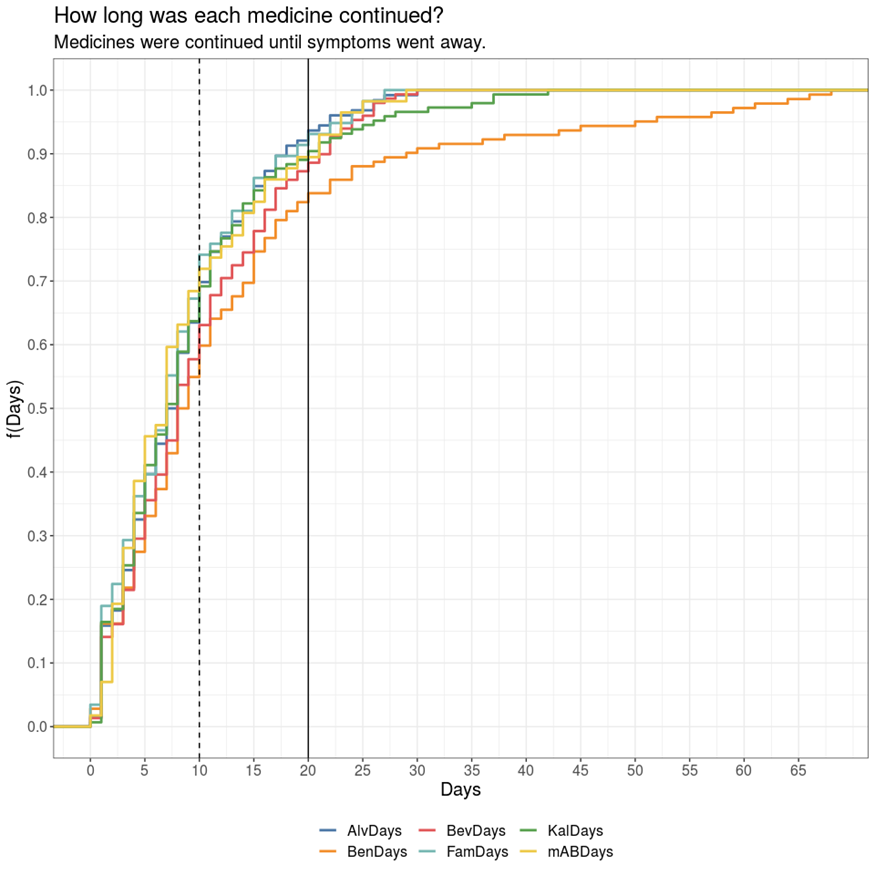 How long was each medicine continued?
Medicines were continued until symptoms went away.
f(Days)
1.0
0.9
0.8
0.7
0.6
0.5
0.4
0.3
0.2
0.1
0.0
0 5 10 15 20 25 30 35 40 45 50 55 60 65
Days
AlvDays BevDays KalDays
BenDays FamDays mABDays